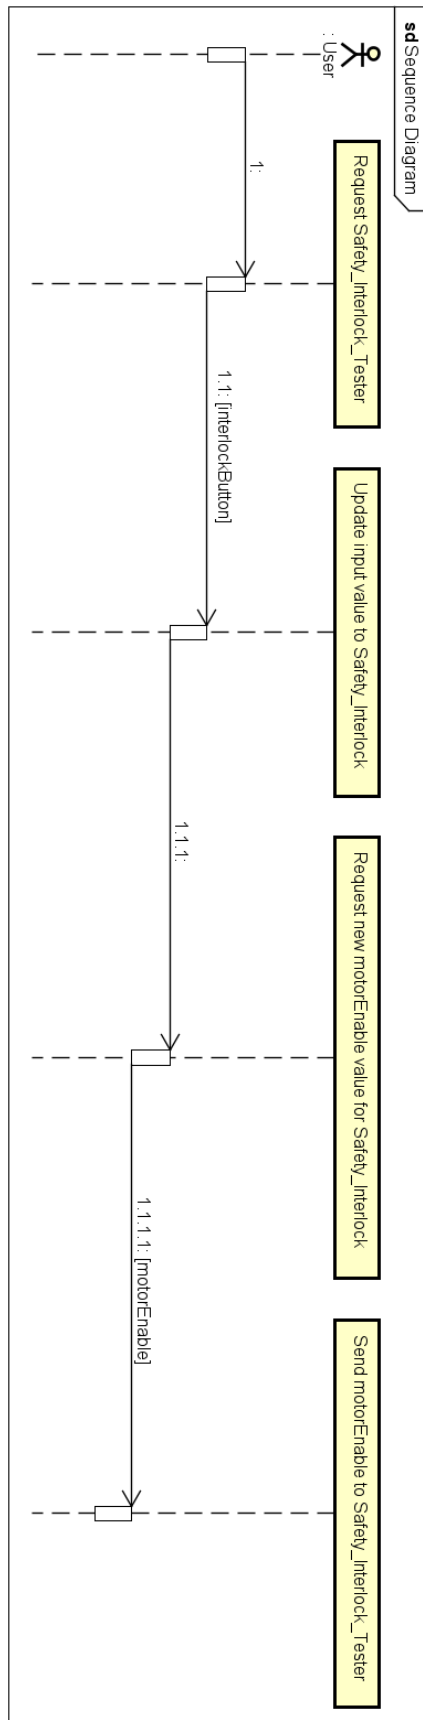 sd Sequence Diagram
: User
Request Safety_Interlock_Tester
Update input value to Safety_Interlock
Request new motorEnable value for Safety_Interlock
Send motorEnable to Safety_Interlock_Tester
1:
1.1: [interlockButton]
1.1.1:
1.1.1.1: [motorEnable]